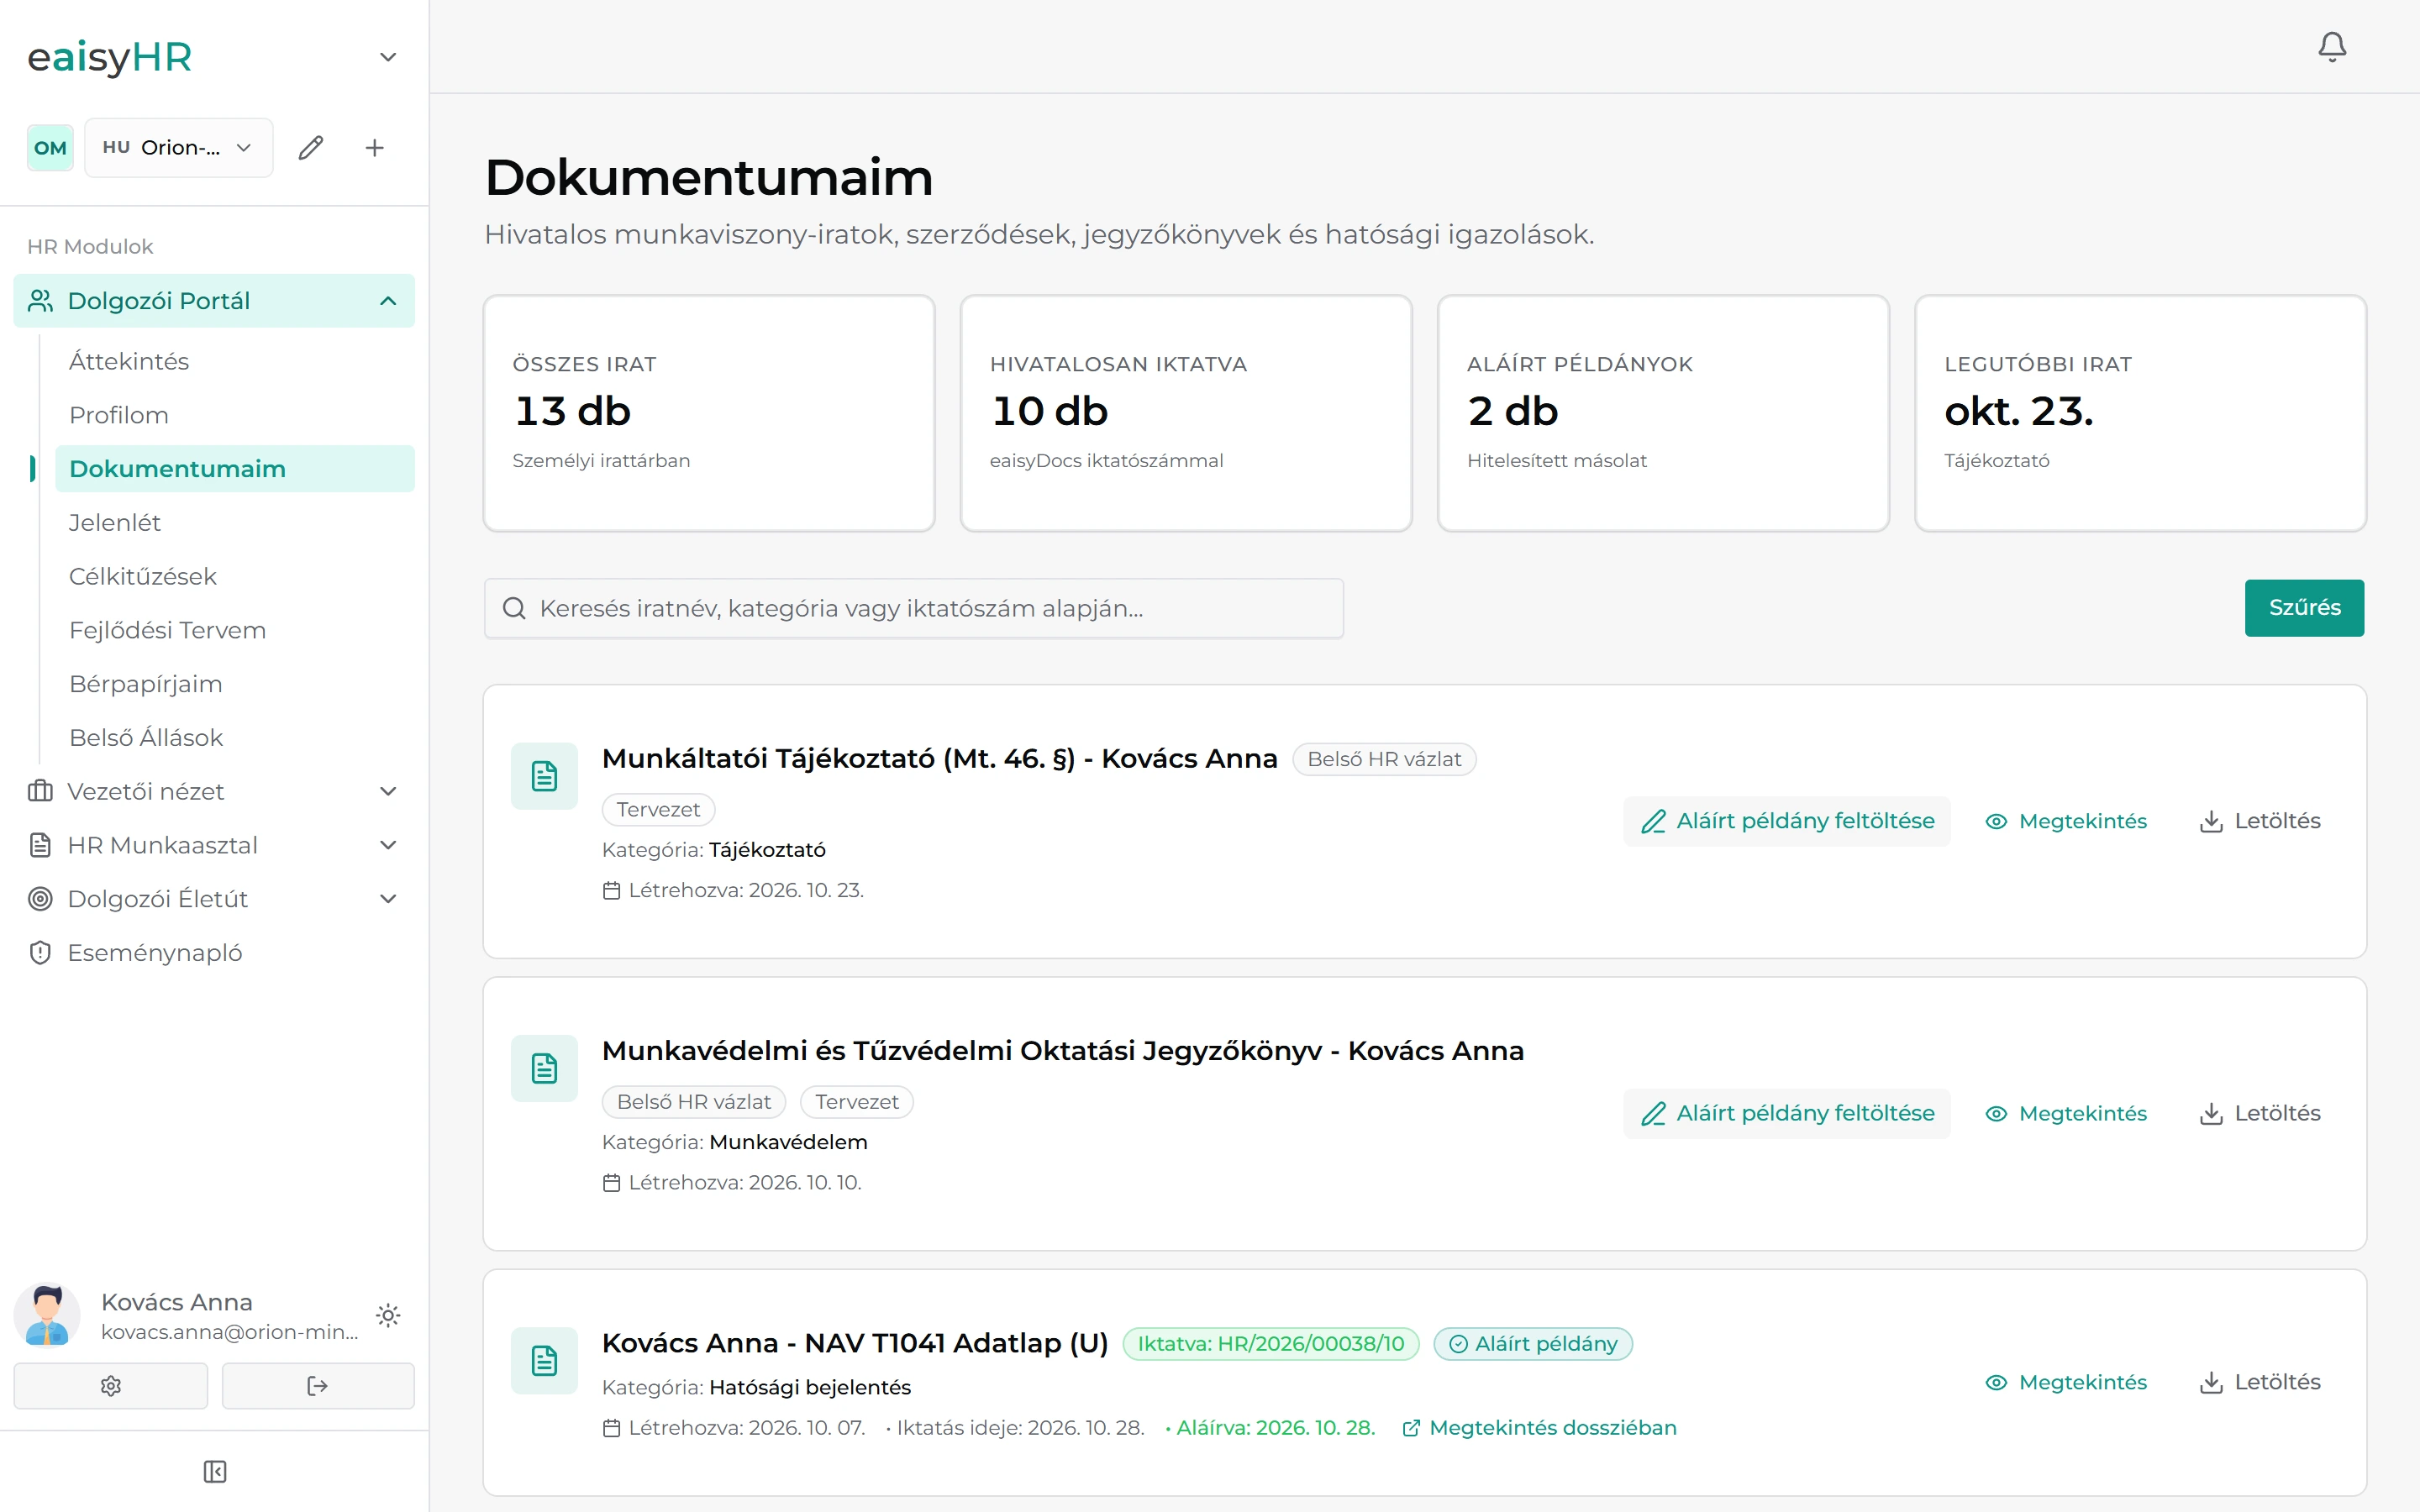 eaisyHR
OM
HU Orion-...
HR Modulok
Dolgozói Portál
Áttekintés
Profilom
Dokumentumaim
Jelenlét
Célkitűzések
Fejlődési Tervem
Bérpapírjaim
Belső Állások
Vezetői nézet
HR Munkaasztal
Dolgozói Életút
Eseménynapló
Kovács Anna
kovacs.anna@orion-min...
Dokumentumaim
Hivatalos munkaviszony-iratok, szerződések, jegyzőkönyvek és hatósági igazolások.
ÖSSZES IRAT
13 db
Személyi irattárban
HIVATALOSAN IKTATVA
10 db
eaisyDocs iktatószámmal
ALÁÍRT PÉLDÁNYOK
2 db
Hitelesített másolat
LEGUTÓBBI IRAT
okt. 23.
Tájékoztató
Keresés iratnév, kategória vagy iktatószám alapján...
Szűrés
Munkáltatói Tájékoztató (Mt. 46. §) - Kovács Anna Belső HR vázlat
Tervezet
Kategória: Tájékoztató
Létrehozva: 2026. 10. 23.
Aláírt példány feltöltése Megtekintés Letöltés
Munkavédelmi és Tűzvédelmi Oktatási Jegyzőkönyv - Kovács Anna
Belső HR vázlat Tervezet
Kategória: Munkavédelem
Létrehozva: 2026. 10. 10.
Aláírt példány feltöltése Megtekintés Letöltés
Kovács Anna - NAV T1041 Adatlap (U) Iktatva: HR/2026/00038/10 Aláírt példány
Kategória: Hatósági bejelentés
Létrehozva: 2026. 10. 07. • Iktatás ideje: 2026. 10. 28. • Aláírva: 2026. 10. 28. Megtekintés dossziéban
Megtekintés Letöltés